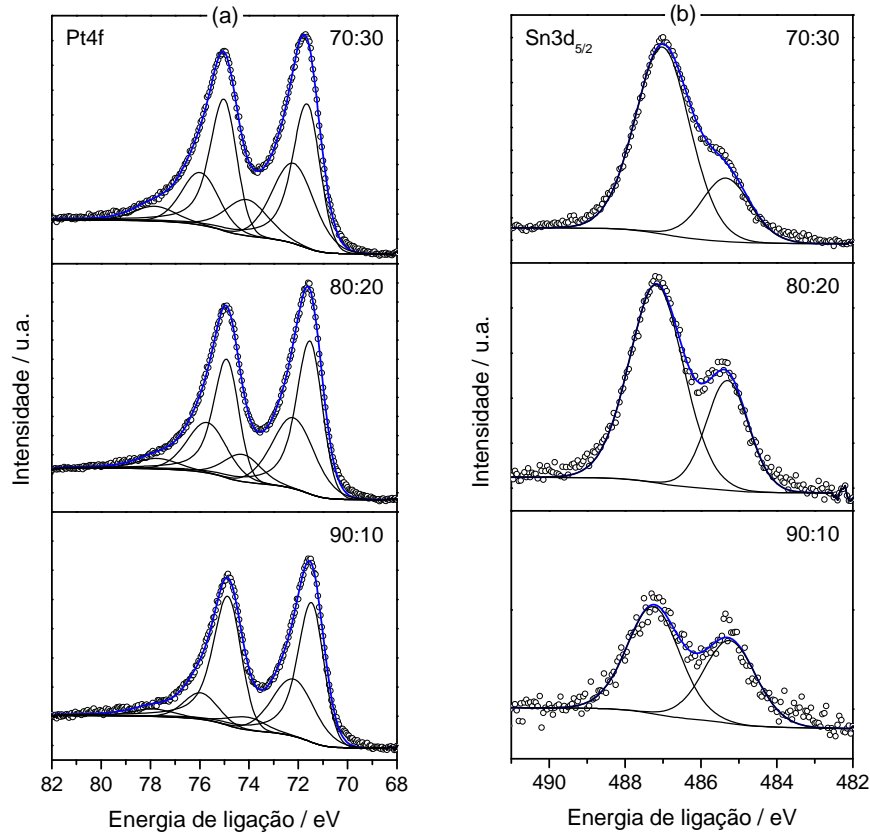 (a)
Pt4f
70:30
80:20
90:10
Intensidade / u.a.
82 80 78 76 74 72 70 68
Energia de ligação / eV
(b)
Sn3d5/2
70:30
80:20
90:10
Intensidade / u.a.
490 488 486 484 482
Energia de ligação / eV